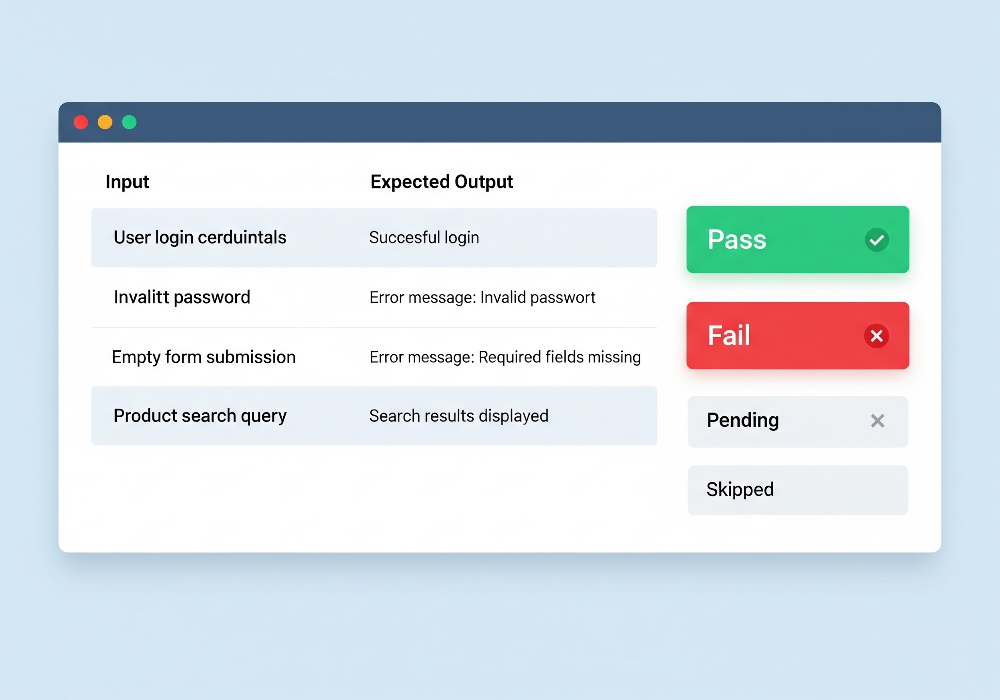 Input Expected Output
User login cerduintals Succesful login Pass
Invalitt password Error message: Invalid passwort
Fail
Empty form submission Error message: Required fields missing
Product search query Search results displayed Pending
Skipped